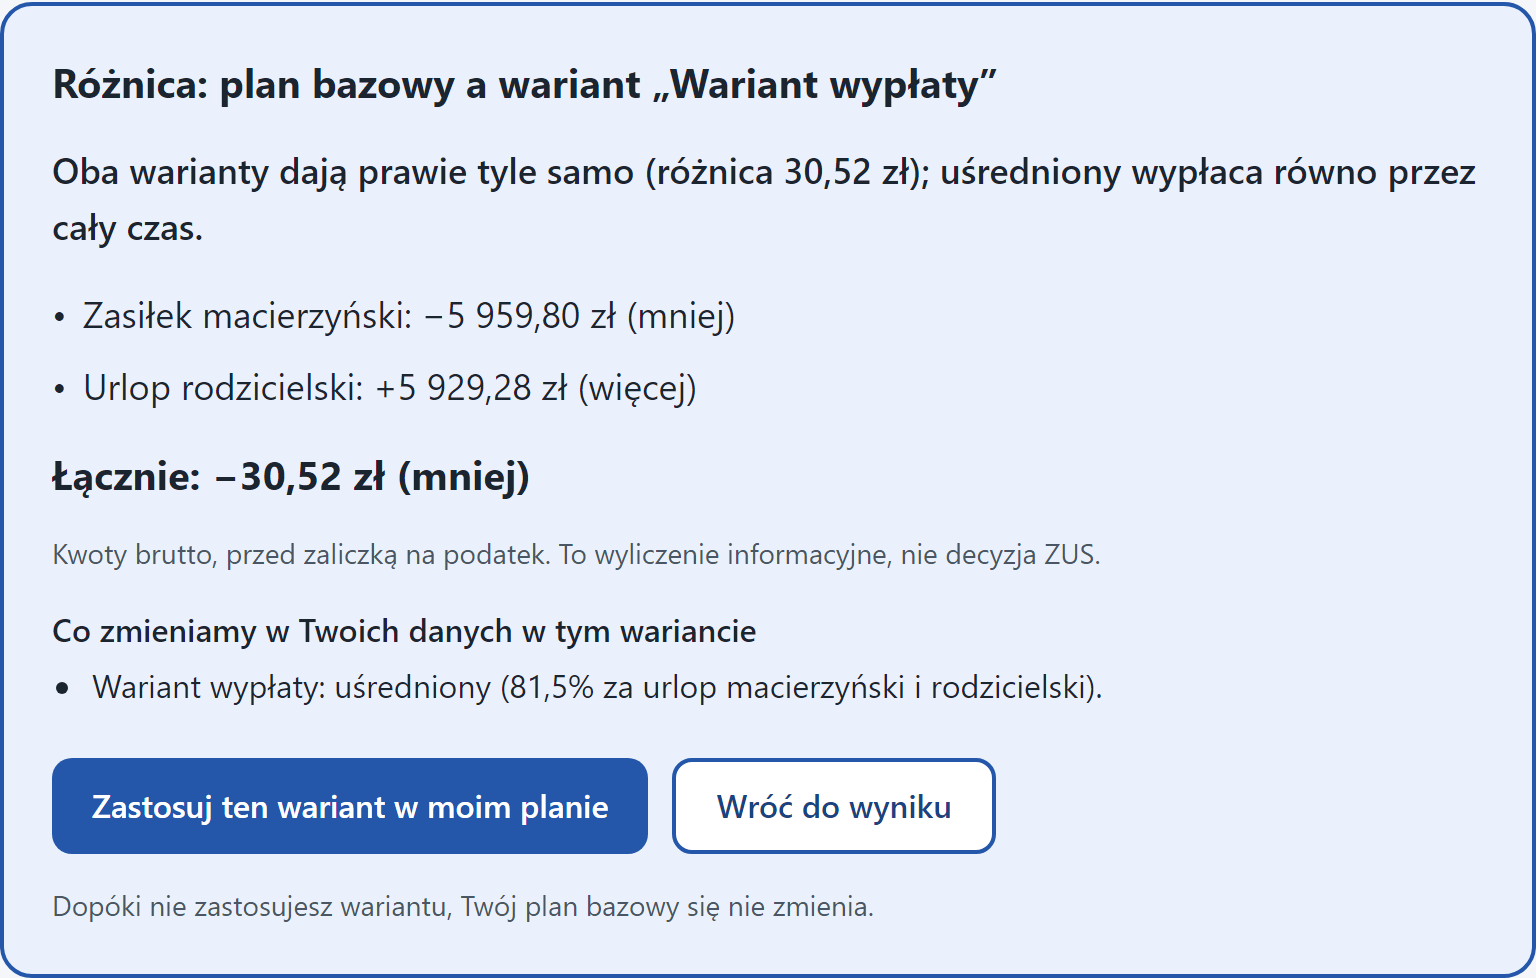 Różnica: plan bazowy a wariant „Wariant wypłaty”
Oba warianty dają prawie tyle samo (różnica 30,52 zł); uśredniony wypłaca równo przez
cały czas.
• Zasiłek macierzyński: −5 959,80 zł (mniej)
• Urlop rodzicielski: +5 929,28 zł (więcej)
Łącznie: −30,52 zł (mniej)
Kwoty brutto, przed zaliczką na podatek. To wyliczenie informacyjne, nie decyzja ZUS.
Co zmieniamy w Twoich danych w tym wariancie
• Wariant wypłaty: uśredniony (81,5% za urlop macierzyński i rodzicielski).
Zastosuj ten wariant w moim planie
Wróć do wyniku
Dopóki nie zastosujesz wariantu, Twój plan bazowy się nie zmienia.